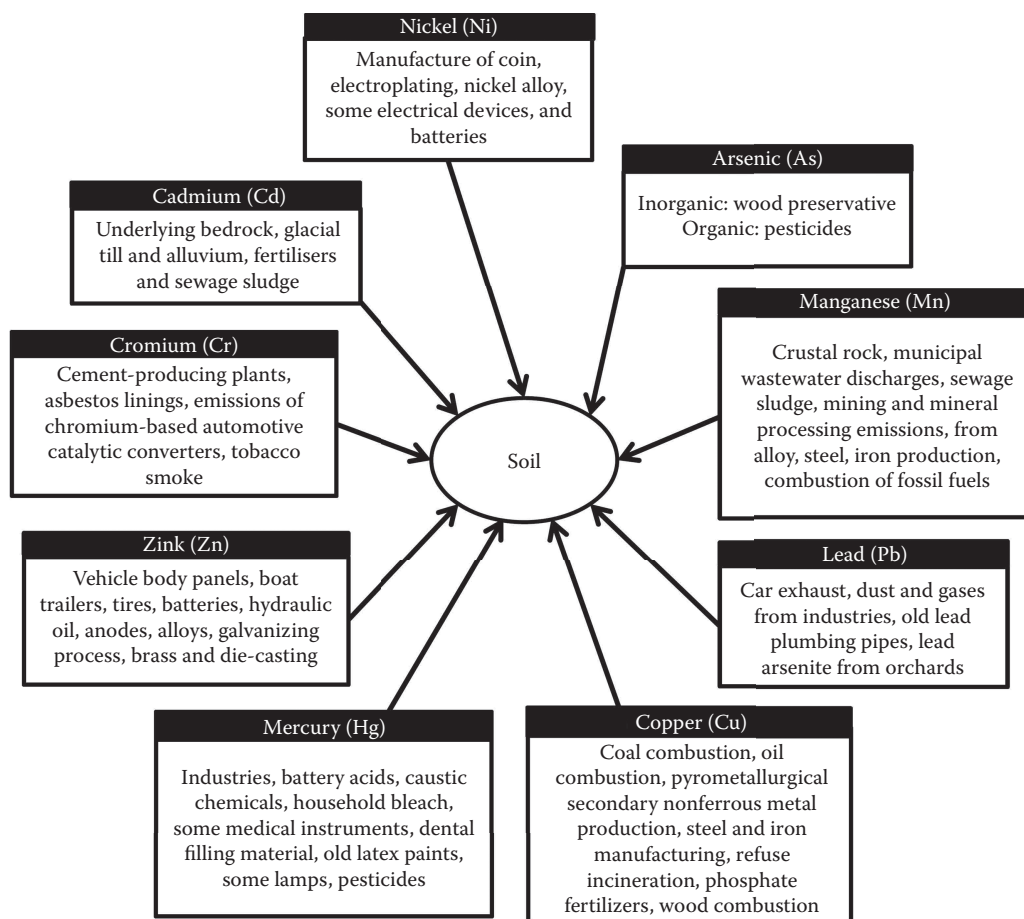 Nickel (Ni)
Manufacture of coin,
electroplating, nickel alloy,
some electrical devices, and
batteries
Arsenic (As)
Inorganic: wood preservative
Organic: pesticides
Cadmium (Cd)
Underlying bedrock, glacial
till and alluvium, fertilisers
and sewage sludge
Manganese (Mn)
Crustal rock, municipal
wastewater discharges, sewage
sludge, mining and mineral
processing emissions, from
alloy, steel, iron production,
combustion of fossil fuels
Cromium (Cr)
Cement-producing plants,
asbestos linings, emissions of
chromium-based automotive
catalytic converters, tobacco
smoke
Soil
Zink (Zn)
Vehicle body panels, boat
trailers, tires, batteries, hydraulic
oil, anodes, alloys, galvanizing
process, brass and die-casting
Lead (Pb)
Car exhaust, dust and gases
from industries, old lead
plumbing pipes, lead
arsenite from orchards
Mercury (Hg)
Industries, battery acids, caustic
chemicals, household bleach,
some medical instruments, dental
filling material, old latex paints,
some lamps, pesticides
Copper (Cu)
Coal combustion, oil
combustion, pyrometallurgical
secondary nonferrous metal
production, steel and iron
manufacturing, refuse
incineration, phosphate
fertilizers, wood combustion